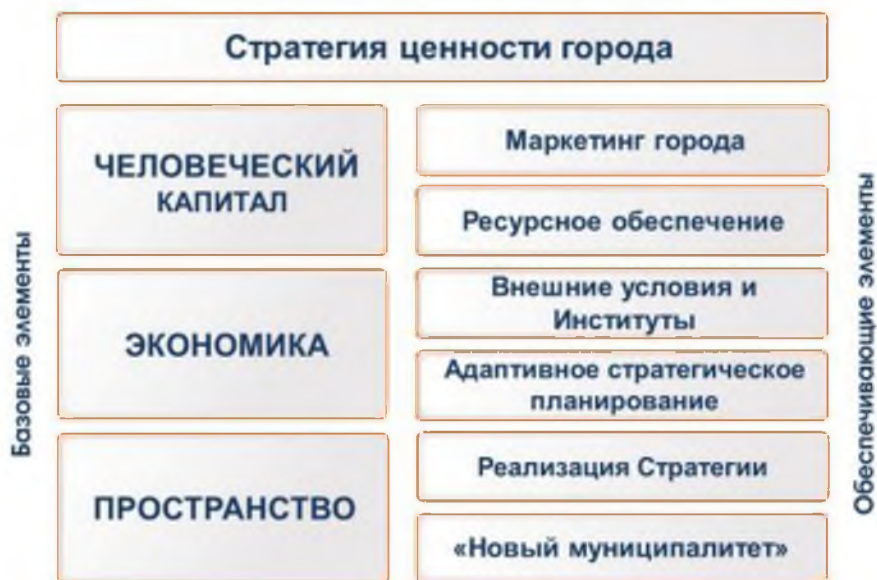 Стратегия ценности города
Базовые элементы
ЧЕЛОВЕЧЕСКИЙ
КАПИТАЛ
ЭКОНОМИКА
ПРОСТРАНСТВО
Маркетинг города
Ресурсное обеспечение
Внешние условия и
Институты
Адаптивное стратегическое
планирование
Реализация Стратегии
«Новый муниципалитет»
Обеспечивающие элементы